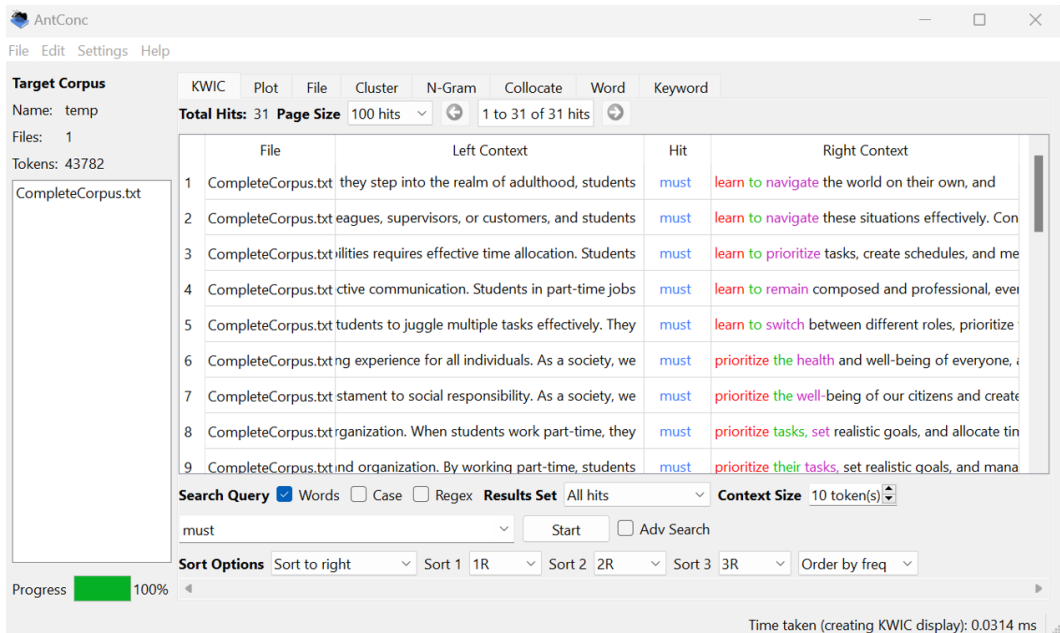 AntConc
File Edit Settings Help
Target Corpus
Name: temp
Files: 1
Tokens: 43782
CompleteCorpus.txt
Progress 100%
KWIC Plot File Cluster N-Gram Collocate Word Keyword
Total Hits: 31 Page Size 100 hits 1 to 31 of 31 hits
File Left Context Hit Right Context
1 CompleteCorpus.txt they step into the realm of adulthood, students must learn to navigate the world on their own, and
2 CompleteCorpus.txt eagues, supervisors, or customers, and students must learn to navigate these situations effectively. Con
3 CompleteCorpus.txt bilities requires effective time allocation. Students must learn to prioritize tasks, create schedules, and me
4 CompleteCorpus.txt ctive communication. Students in part-time jobs must learn to remain composed and professional, eve
5 CompleteCorpus.txt tudents to juggle multiple tasks effectively. They must learn to switch between different roles, prioritize
6 CompleteCorpus.txt ng experience for all individuals. As a society, we must prioritize the health and well-being of everyone,
7 CompleteCorpus.txt stament to social responsibility. As a society, we must prioritize the well-being of our citizens and create
8 CompleteCorpus.txt rganization. When students work part-time, they must prioritize tasks, set realistic goals, and allocate tim
9 CompleteCorpus.txt and organization. By working part-time, students must prioritize their tasks, set realistic goals, and mana
Search Query Words Case Regex Results Set All hits Context Size 10 token(s)
must Start Adv Search
Sort Options Sort to right Sort 1 1R Sort 2 2R Sort 3 3R Order by freq
Time taken (creating KWIC display): 0.0314 ms